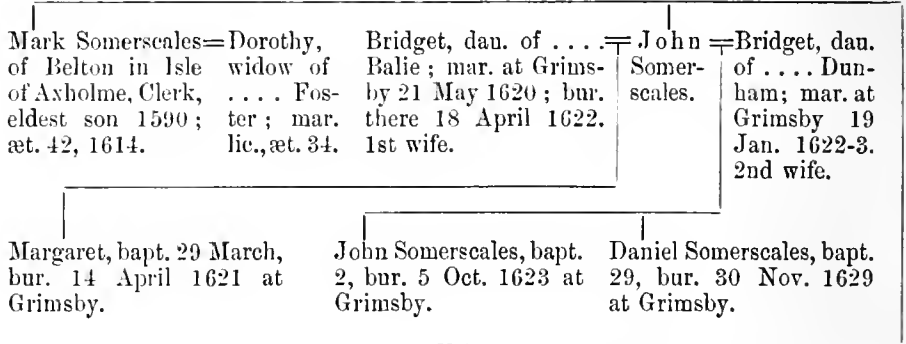 Mark Somerscales=Dorothy,
of Belton in Isle widow of
of Axholme, Clerk, . . . . Fos-
eldest son 1590; ter; mar.
æt. 42, 1614. lic., æt. 34.
Bridget, dau. of . . . .=John=Bridget, dau.
Balie; mar. at Grims- Somer- of . . . . Dun-
by 21 May 1620; bur. scales. ham; mar. at
there 18 April 1622. Grimsby 19
1st wife. Jan. 1622-3.
2nd wife.
Margaret, bapt. 29 March,
bur. 14 April 1621 at
Grimsby.
John Somerscales, bapt.
2, bur. 5 Oct. 1623 at
Grimsby.
Daniel Somerscales, bapt.
29, bur. 30 Nov. 1629
at Grimsby.